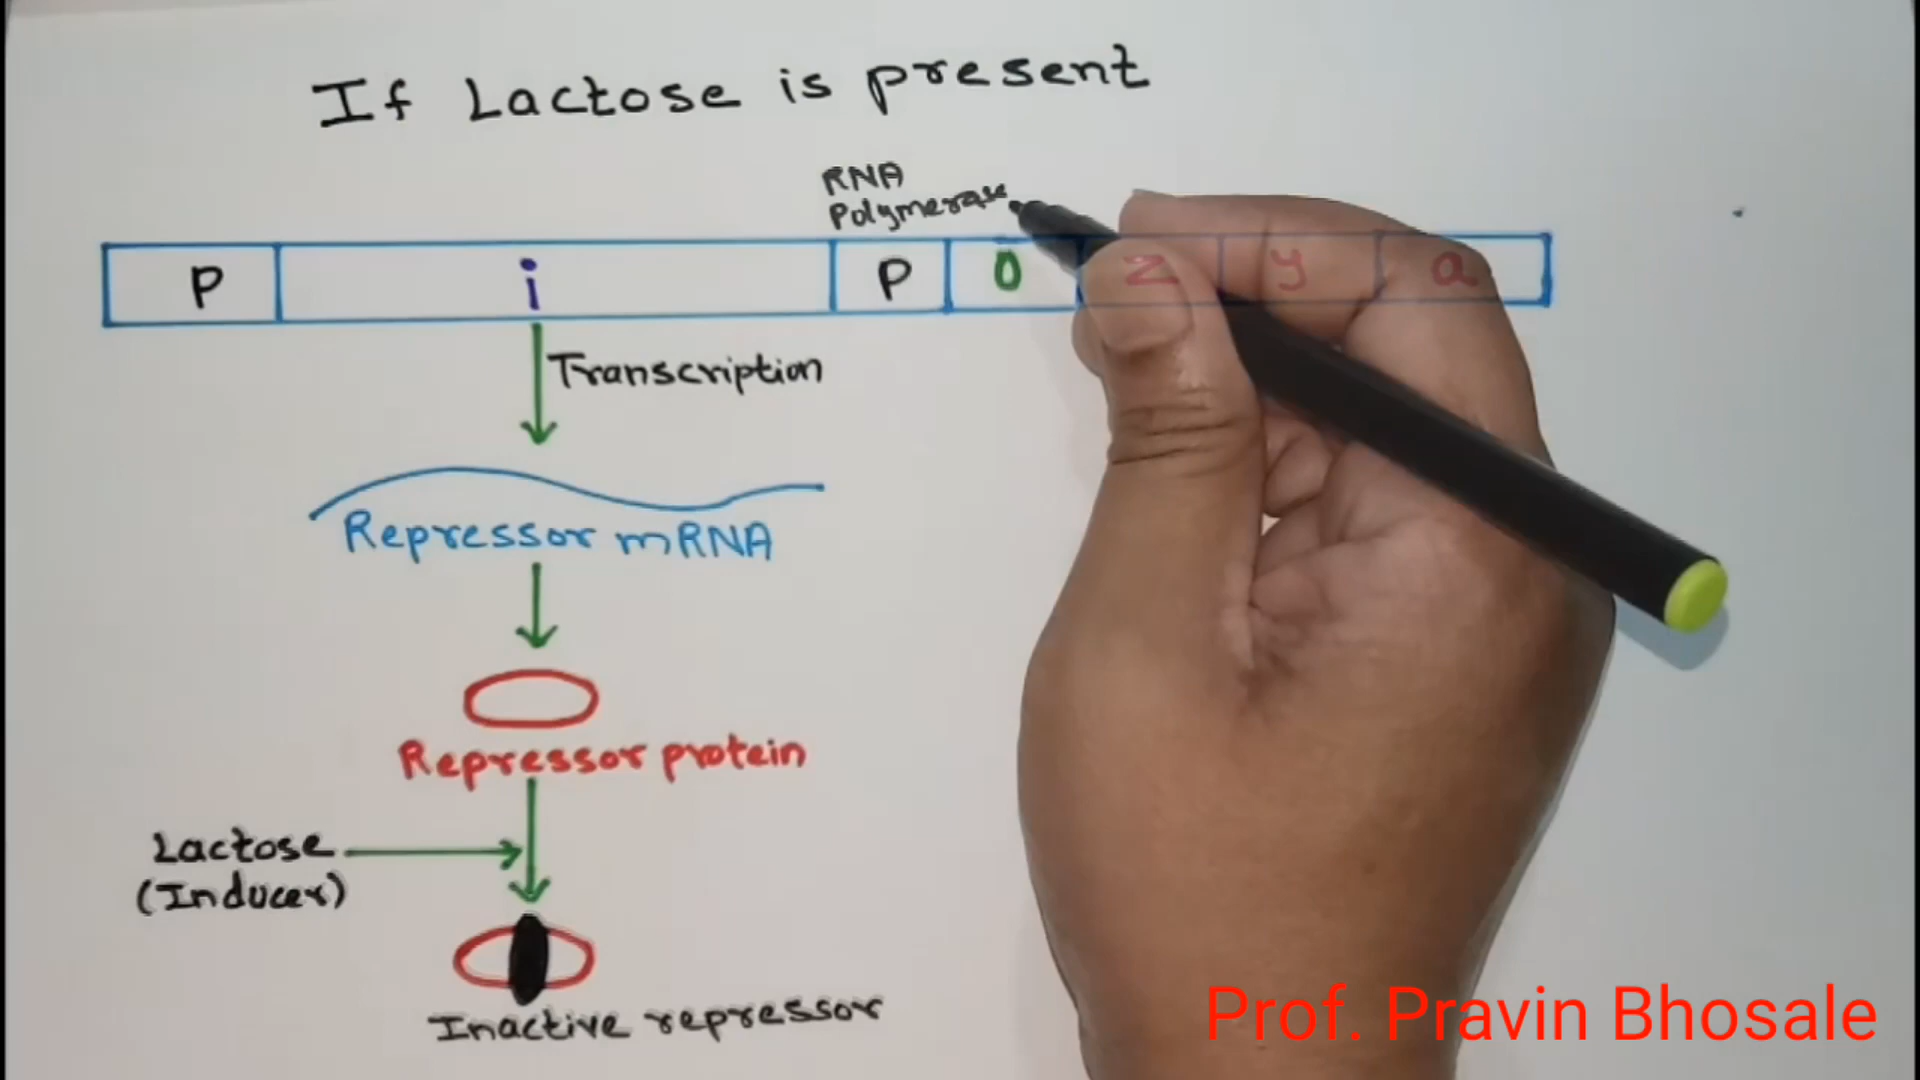 If Lactose is present
RNA
Polymerase
P i P O z y a
Transcription
Repressor mRNA
Repressor protein
Lactose
(Inducer)
Inactive repressor
Prof. Pravin Bhosale